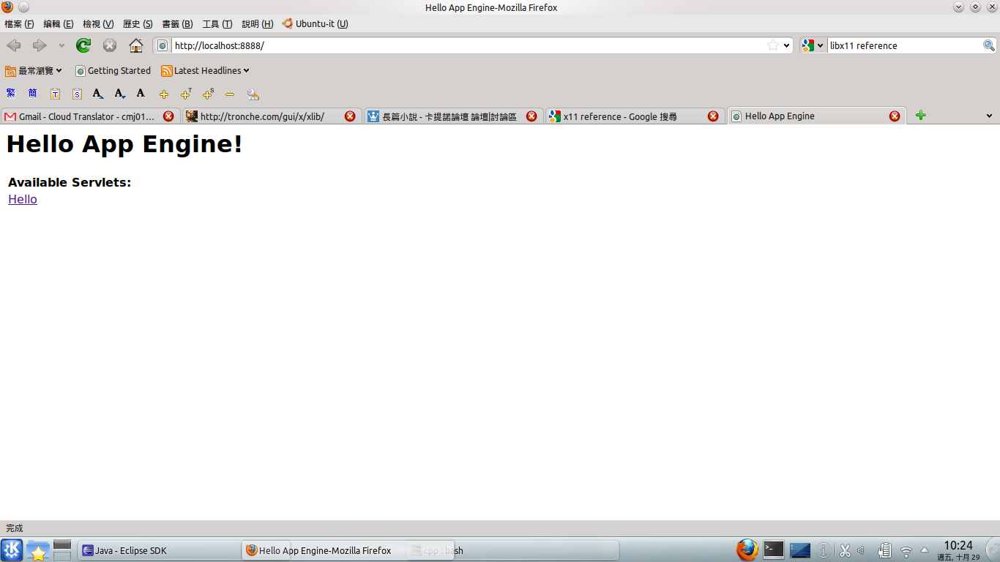 Hello App Engine-Mozilla Firefox
檔案 (F) 編輯 (E) 檢視 (V) 歷史 (S) 書籤 (B) 工具 (T) 說明 (H) Ubuntu-it (U)
http://localhost:8888/ libx11 reference
最常瀏覽 Getting Started Latest Headlines
繁 簡 T S A A A T S
Gmail - Cloud Translator - cmj01... http://tronche.com/gui/x/xlib/ 長篇小說 - 卡提諾論壇 論壇|討論區 x11 reference - Google 搜尋 Hello App Engine
Hello App Engine!
Available Servlets:
Hello
完成
Java - Eclipse SDK Hello App Engine-Mozilla Firefox cpp : bash 10:24
週五, 十月 29